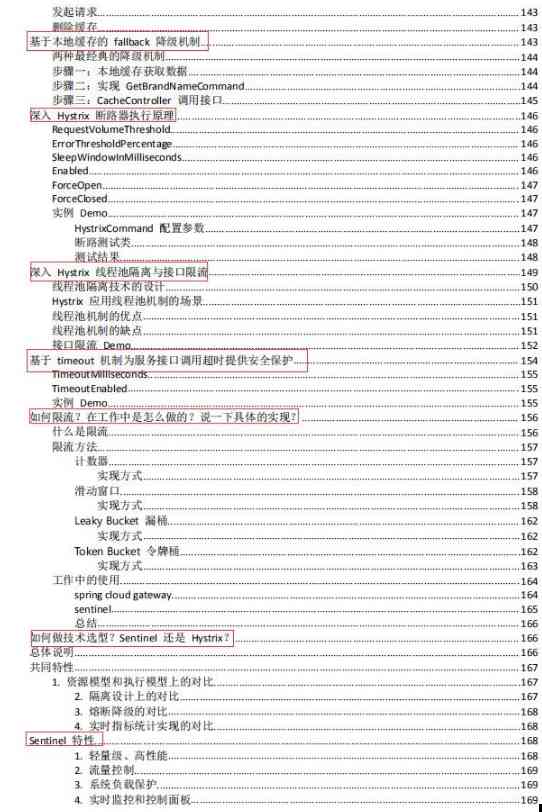 发起请求 143
删除缓存 143
基于本地缓存的 fallback 降级机制 143
两种最经典的降级机制 144
步骤一：本地缓存获取数据 144
步骤二：实现 GetBrandNameCommand 144
步骤三：CacheController 调用接口 145
深入 Hystrix 断路器执行原理 146
RequestVolumeThreshold 146
ErrorThresholdPercentage 146
SleepWindowInMilliseconds 146
Enabled 147
ForceOpen 147
ForceClosed 147
实例 Demo 147
HystrixCommand 配置参数 147
断路测试类 148
测试结果 148
深入 Hystrix 线程池隔离与接口限流 149
线程池隔离技术的设计 150
Hystrix 应用线程池机制的场景 151
线程池机制的优点 151
线程池机制的缺点 151
接口限流 Demo 152
基于 timeout 机制为服务接口调用超时提供安全保护 154
TimeoutMilliseconds 155
TimeoutEnabled 155
实例 Demo 155
如何限流？在工作中是怎么做的？说一下具体的实现？ 156
什么是限流 156
限流方法 157
计数器 157
实现方式 157
滑动窗口 158
实现方式 158
Leaky Bucket 漏桶 162
实现方式 162
Token Bucket 令牌桶 162
实现方式 163
工作中的使用 164
spring cloud gateway 164
sentinel 165
总结 166
如何做技术选型？Sentinel 还是 Hystrix？ 166
总体说明 166
共同特性 167
1. 资源模型和执行模型上的对比 167
2. 隔离设计上的对比 167
3. 熔断降级的对比 168
4. 实时指标统计实现的对比 168
Sentinel 特性 168
1. 轻量级、高性能 168
2. 流量控制 169
3. 系统负载保护 169
4. 实时监控和控制面板 169